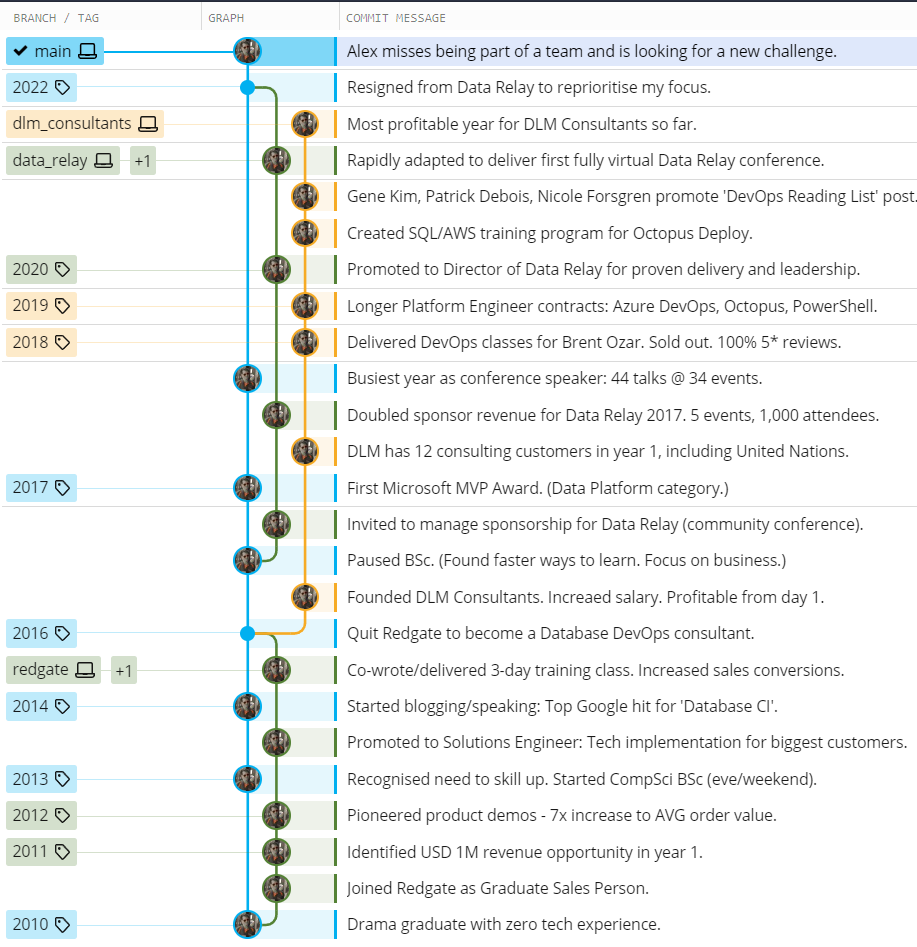 BRANCH / TAG GRAPH COMMIT MESSAGE
main Alex misses being part of a team and is looking for a new challenge.
2022 Resigned from Data Relay to reprioritise my focus.
dlm_consultants Most profitable year for DLM Consultants so far.
data_relay +1 Rapidly adapted to deliver first fully virtual Data Relay conference.
Gene Kim, Patrick Debois, Nicole Forsgren promote 'DevOps Reading List' post.
Created SQL/AWS training program for Octopus Deploy.
2020 Promoted to Director of Data Relay for proven delivery and leadership.
2019 Longer Platform Engineer contracts: Azure DevOps, Octopus, PowerShell.
2018 Delivered DevOps classes for Brent Ozar. Sold out. 100% 5* reviews.
Busiest year as conference speaker: 44 talks @ 34 events.
Doubled sponsor revenue for Data Relay 2017. 5 events, 1,000 attendees.
DLM has 12 consulting customers in year 1, including United Nations.
2017 First Microsoft MVP Award. (Data Platform category.)
Invited to manage sponsorship for Data Relay (community conference).
Paused BSc. (Found faster ways to learn. Focus on business.)
Founded DLM Consultants. Increaed salary. Profitable from day 1.
2016 Quit Redgate to become a Database DevOps consultant.
redgate +1 Co-wrote/delivered 3-day training class. Increased sales conversions.
2014 Started blogging/speaking: Top Google hit for 'Database CI'.
Promoted to Solutions Engineer: Tech implementation for biggest customers.
2013 Recognised need to skill up. Started CompSci BSc (eve/weekend).
2012 Pioneered product demos - 7x increase to AVG order value.
2011 Identified USD 1M revenue opportunity in year 1.
Joined Redgate as Graduate Sales Person.
2010 Drama graduate with zero tech experience.